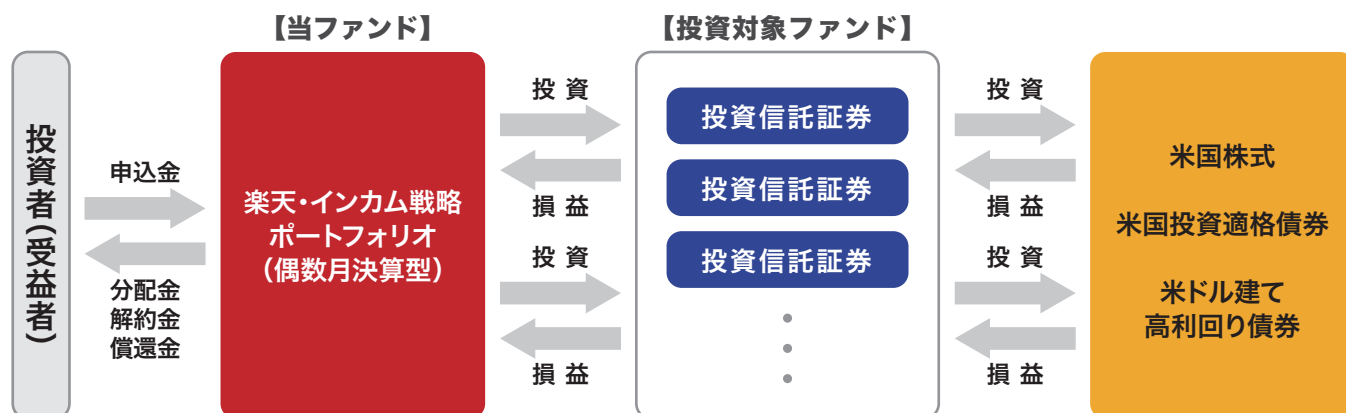 【当ファンド】
【投資対象ファンド】
投資者(受益者)
申込金
分配金
解約金
償還金
楽天・インカム戦略
ポートフォリオ
(偶数月決算型)
投資
損益
投資
損益
投資信託証券
投資信託証券
投資信託証券
投資
損益
投資
損益
米国株式
米国投資適格債券
米ドル建て
高利回り債券